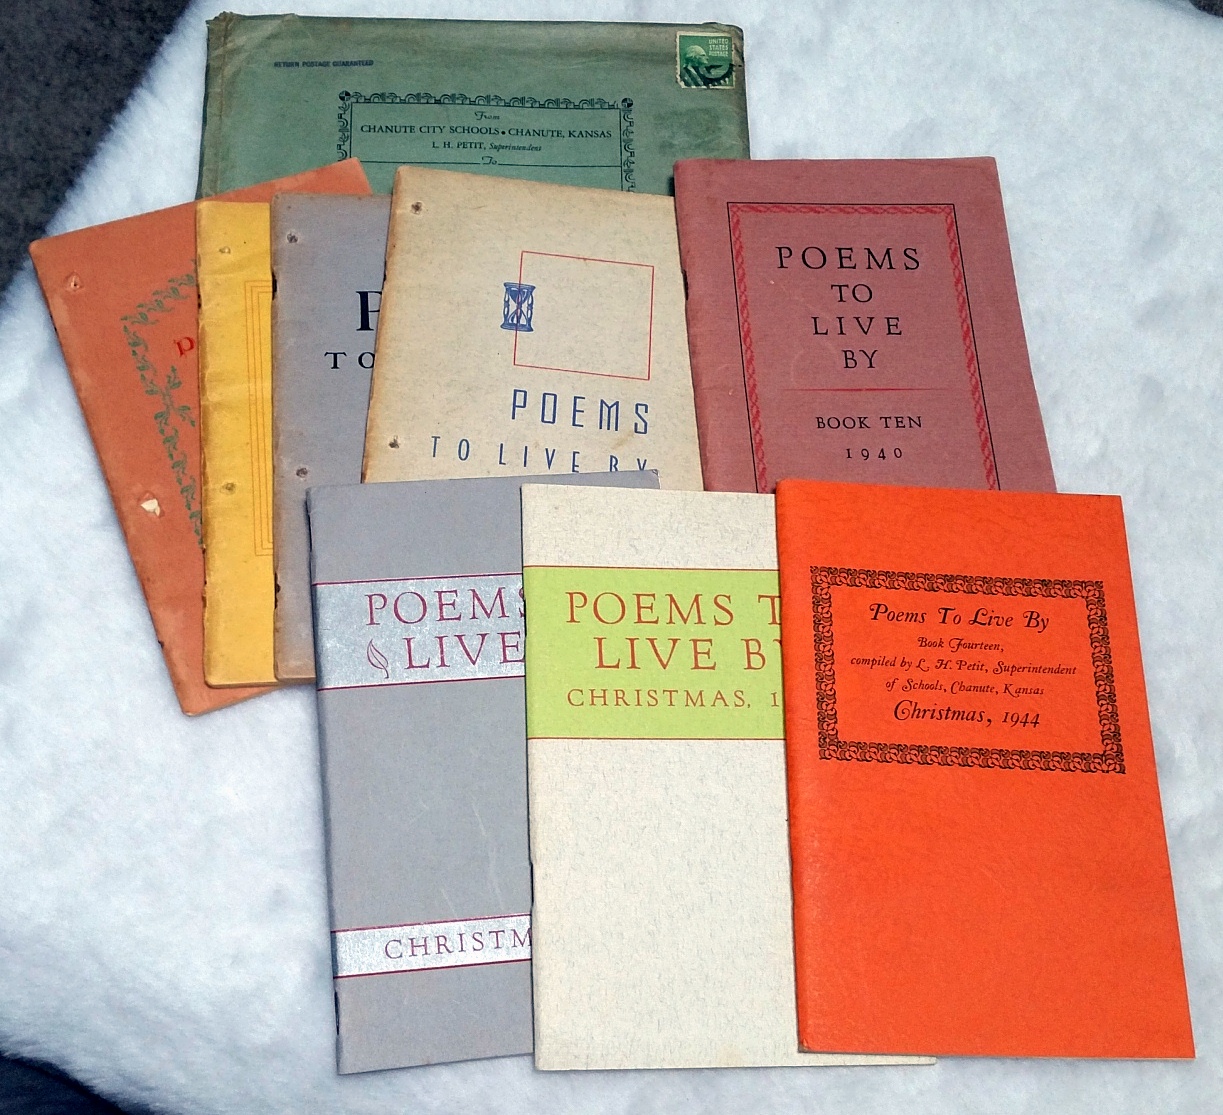 RETURN POSTAGE GUARANTEED
UNITED
STATES
POSTAGE
From
CHANUTE CITY SCHOOLS • CHANUTE, KANSAS
L. H. PETIT, Superintendent
To
P
P
TO
POEMS
TO LIVE BY
POEMS
TO
LIVE
BY
BOOK TEN
1940
POEMS
LIVE
CHRISTM
POEMS T
LIVE BY
CHRISTMAS, 1
Poems To Live By
Book Fourteen,
compiled by L. H. Petit, Superintendent
of Schools, Chanute, Kansas
Christmas, 1944